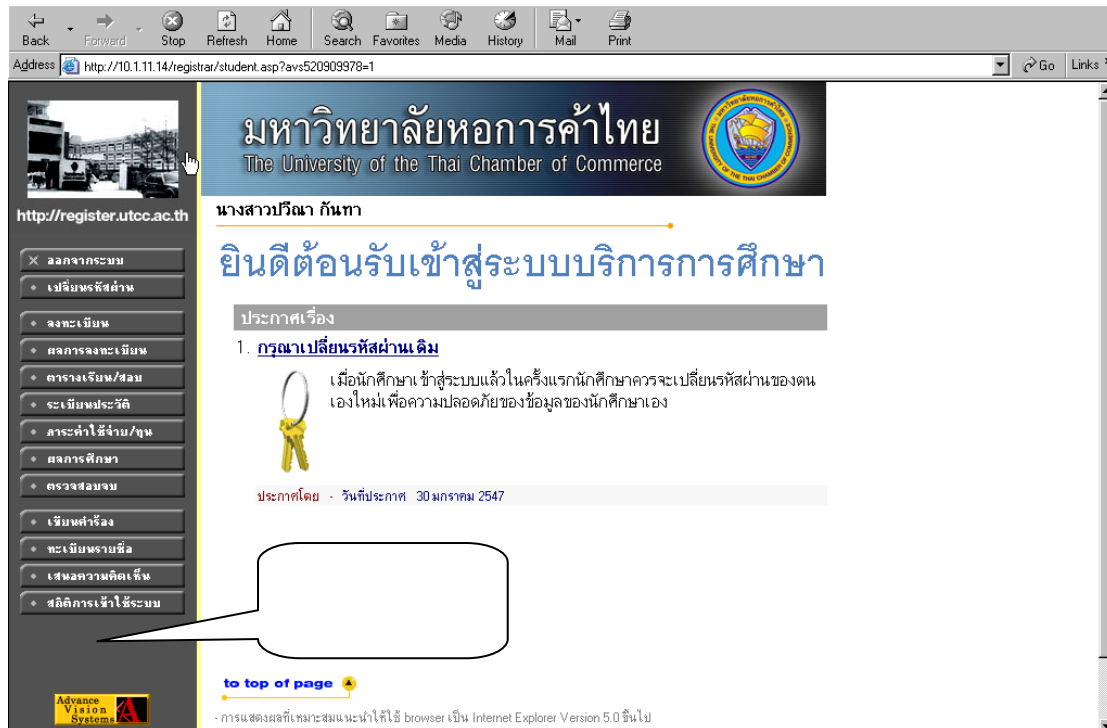 Back Forward Stop Refresh Home Search Favorites Media History Mail Print
Address http://10.1.11.14/registrar/student.asp?avs520909978=1 Go Links
มหาวิทยาลัยหอการค้าไทย
The University of the Thai Chamber of Commerce
http://register.utcc.ac.th
นางสาวปวีณา กันทา
ยินดีต้อนรับเข้าสู่ระบบบริการการศึกษา
ออกจากระบบ
เปลี่ยนรหัสผ่าน
ลงทะเบียน
ผลการลงทะเบียน
ตารางเรียน/สอบ
ระเบียนประวัติ
ภาระค่าใช้จ่าย/ทุน
ผลการศึกษา
ตรวจสอบจบ
เขียนคำร้อง
ทะเบียนรายชื่อ
เสนอความคิดเห็น
สถิติการเข้าใช้ระบบ
ประกาศเรื่อง
1. กรุณาเปลี่ยนรหัสผ่านเดิม
เมื่อนักศึกษาเข้าสู่ระบบแล้วในครั้งแรกนักศึกษาควรจะเปลี่ยนรหัสผ่านของตน
เองใหม่เพื่อความปลอดภัยของข้อมูลของนักศึกษาเอง
ประกาศโดย - วันที่ประกาศ 30 มกราคม 2547
to top of page
Advance
Vision
Systems
- การแสดงผลที่เหมาะสมแนะนำให้ใช้ browser เป็น Internet Explorer Version 5.0 ขึ้นไป